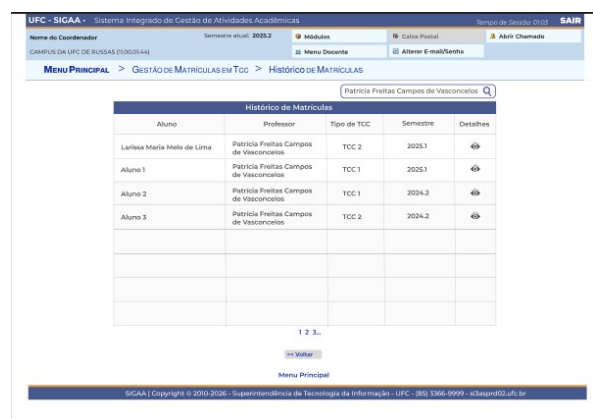 UFC - SIGAA - Sistema Integrado de Gestão de Atividades Acadêmicas
Tempo de Sessão: 01:03 SAIR
Nome do Coordenador Semestre atual: 2025.2 Módulos Caixa Postal Abrir Chamado
CAMPUS DA UFC DE RUSSAS (11.00.01.44) Menu Docente Alterar E-mail/Senha
MENU PRINCIPAL > GESTÃO DE MATRÍCULAS EM TCC > HISTÓRICO DE MATRÍCULAS
Patrícia Freitas Campos de Vasconcelos
Histórico de Matrículas
Aluno Professor Tipo de TCC Semestre Detalhes
Larissa Maria Melo de Lima Patrícia Freitas Campos de Vasconcelos TCC 2 2025.1
Aluno 1 Patrícia Freitas Campos de Vasconcelos TCC 1 2025.1
Aluno 2 Patrícia Freitas Campos de Vasconcelos TCC 1 2024.2
Aluno 3 Patrícia Freitas Campos de Vasconcelos TCC 2 2024.2
1 2 3...
<< Voltar
Menu Principal
SIGAA | Copyright © 2010-2026 - Superintendência de Tecnologia da Informação - UFC - (85) 3366-9999 - si3asprd02.ufc.br